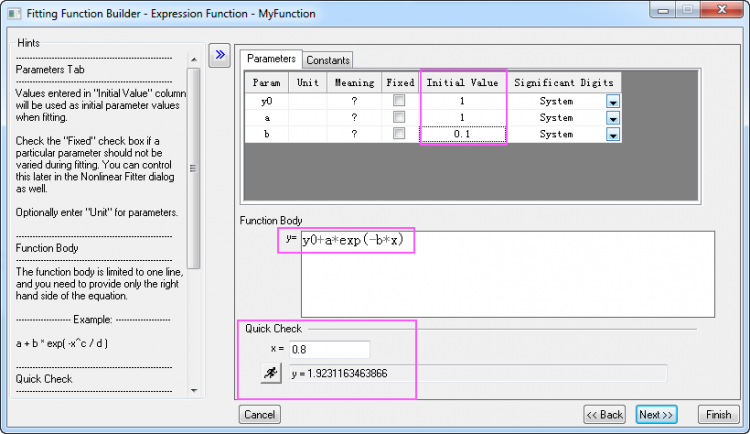 Fitting Function Builder - Expression Function - MyFunction
Hints
Parameters Tab
Values entered in "Initial Value" column
will be used as initial parameter values
when fitting.
Check the "Fixed" check box if a
particular parameter should not be
varied during fitting. You can control
this later in the Nonlinear Fitter dialog
as well.
Optionally enter "Unit" for parameters.
Function Body
The function body is limited to one line,
and you need to provide only the right
hand side of the equation.
-------------------- Example: --------------------
a + b * exp( -x^c / d )
Quick Check
Parameters Constants
Param Unit Meaning Fixed Initial Value Significant Digits
y0 ? 1 System
a ? 1 System
b ? 0.1 System
Function Body
y= y0+a*exp(-b*x)
Quick Check
x = 0.8
y = 1.9231163463866
Cancel << Back Next >> Finish